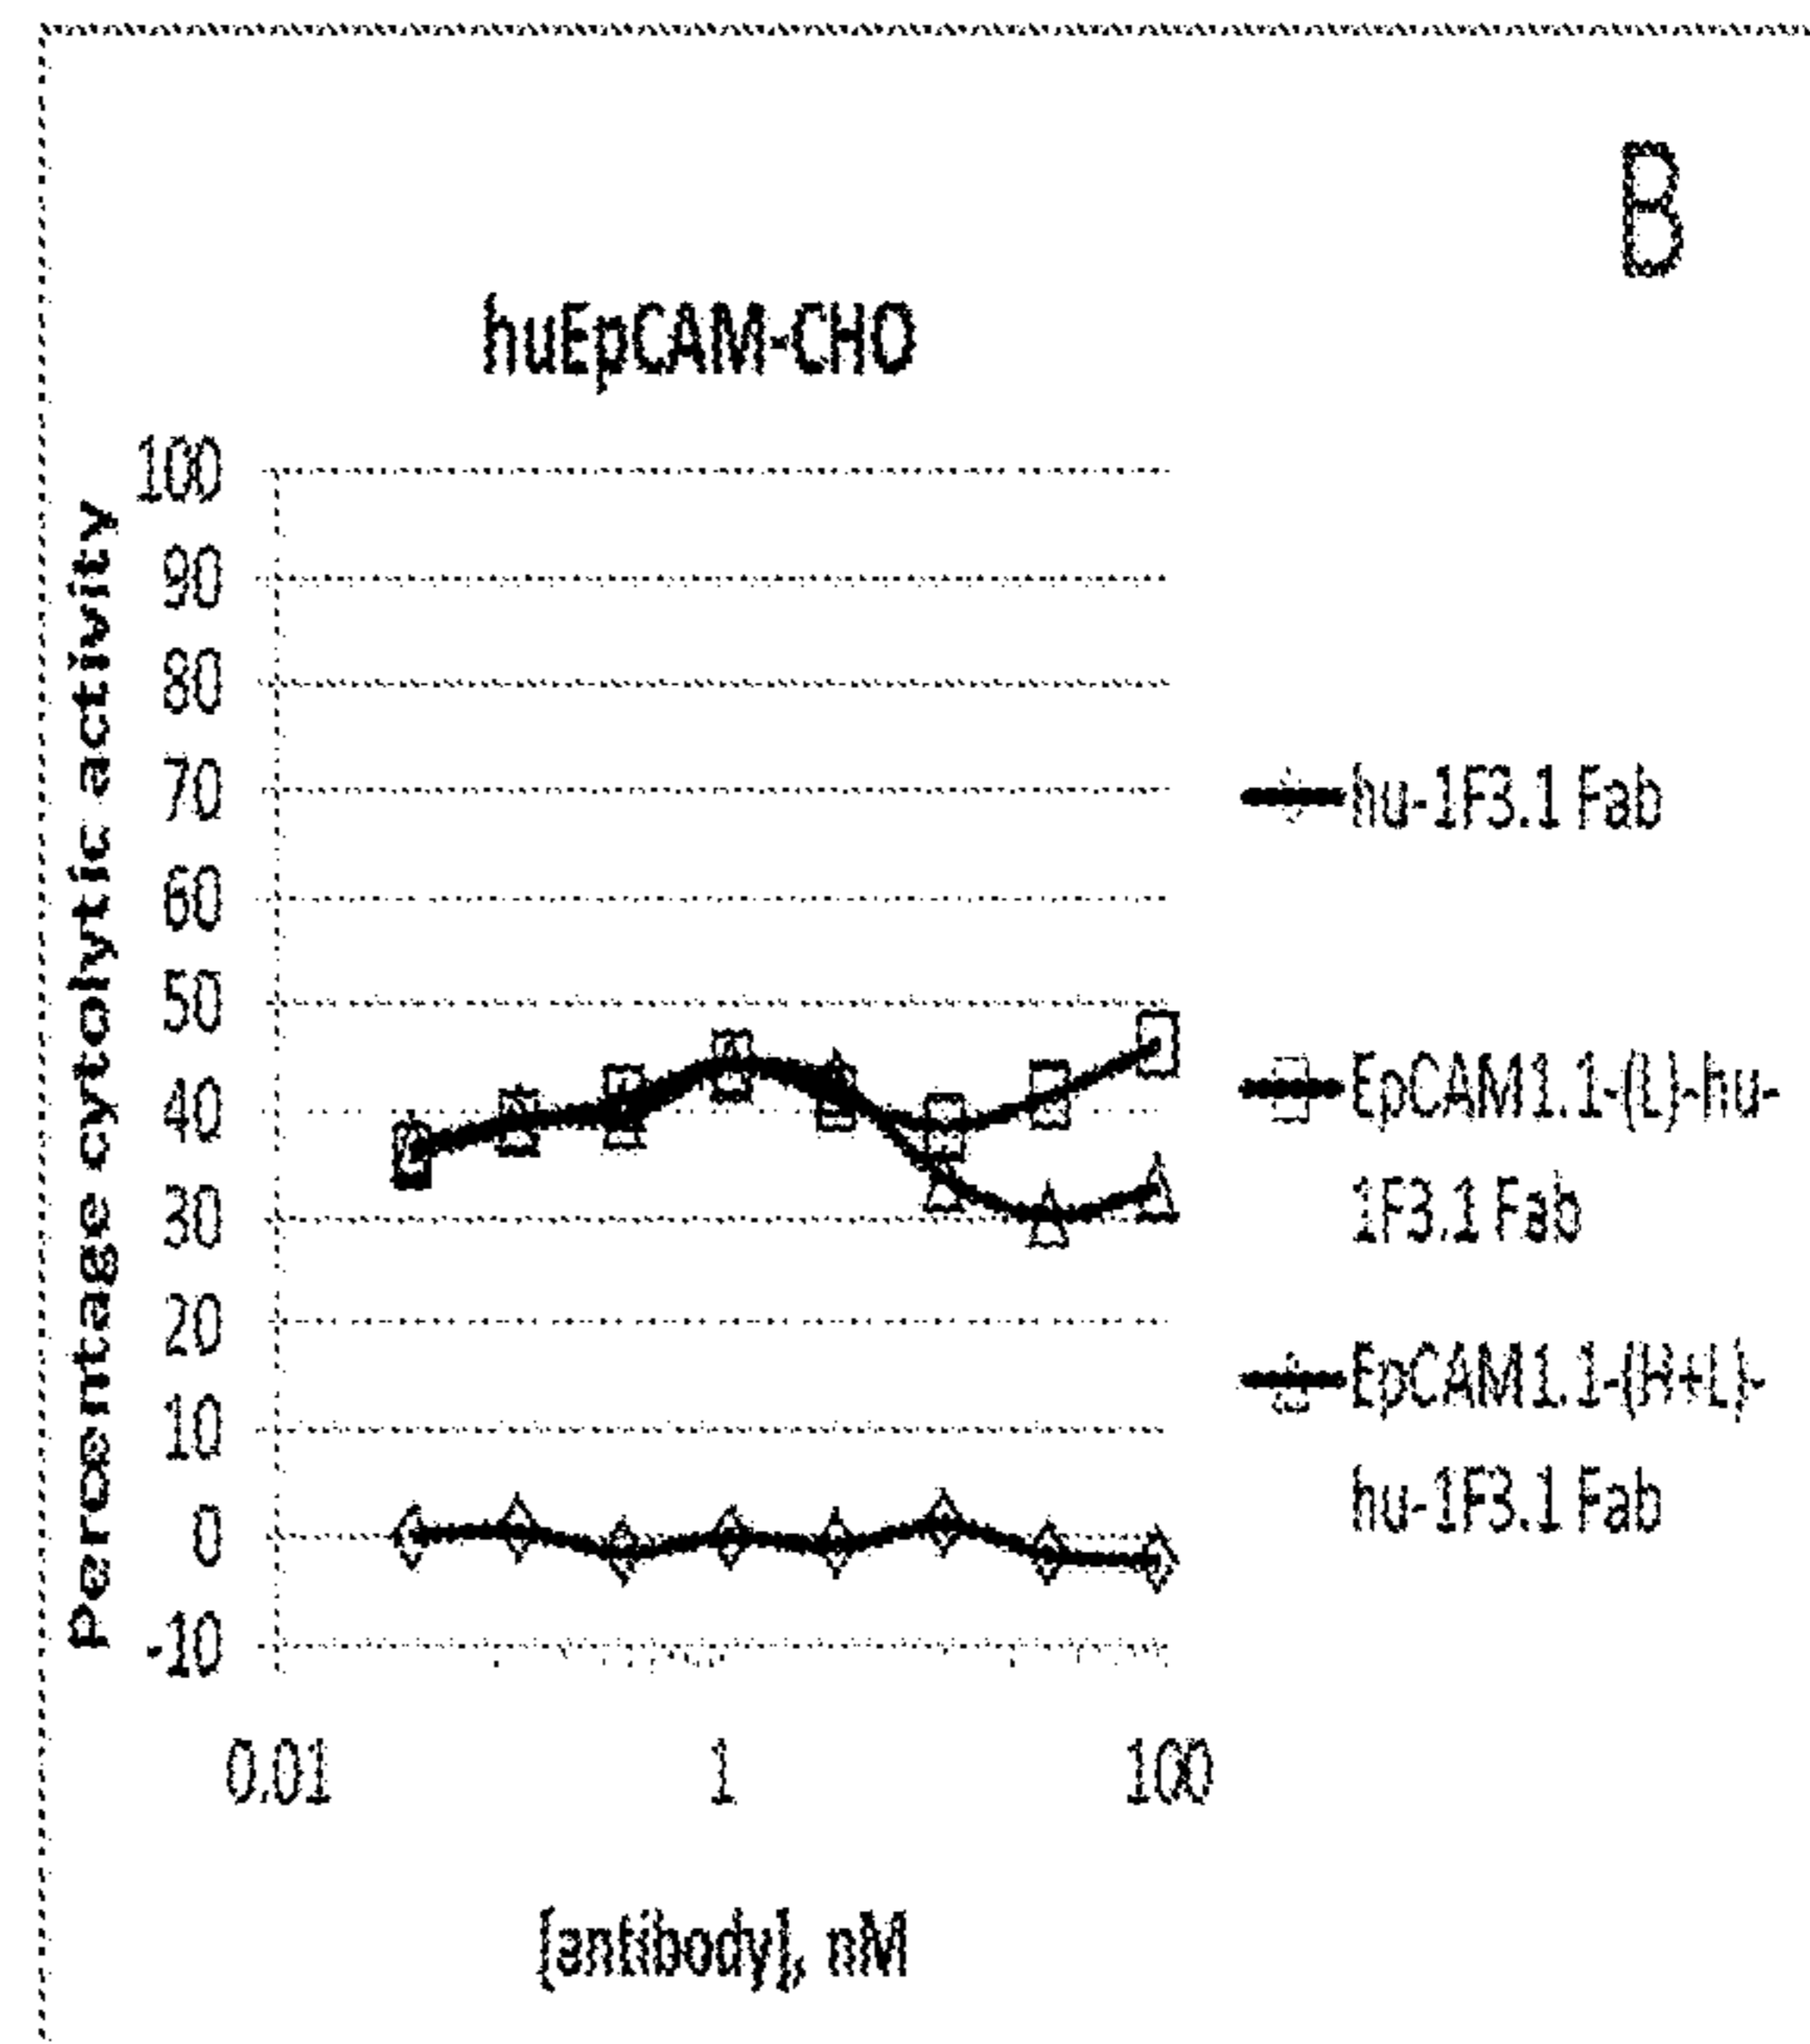 B
huEpCAM-CHO
Percentage cytolytic activity
100
90
80
70
60
50
40
30
20
10
0
-10
0.01 1 100
[antibody], nM
hu-1F3.1 Fab
EpCAM1.1-(L)-hu-
1F3.1 Fab
EpCAM1.1-(H+L)-
hu-1F3.1 Fab